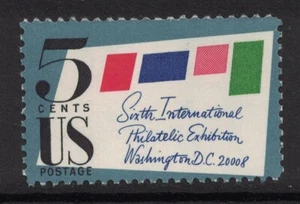 5
CENTS
US
POSTAGE
Sixth International
Philatelic Exhibition
Washington D.C. 20008